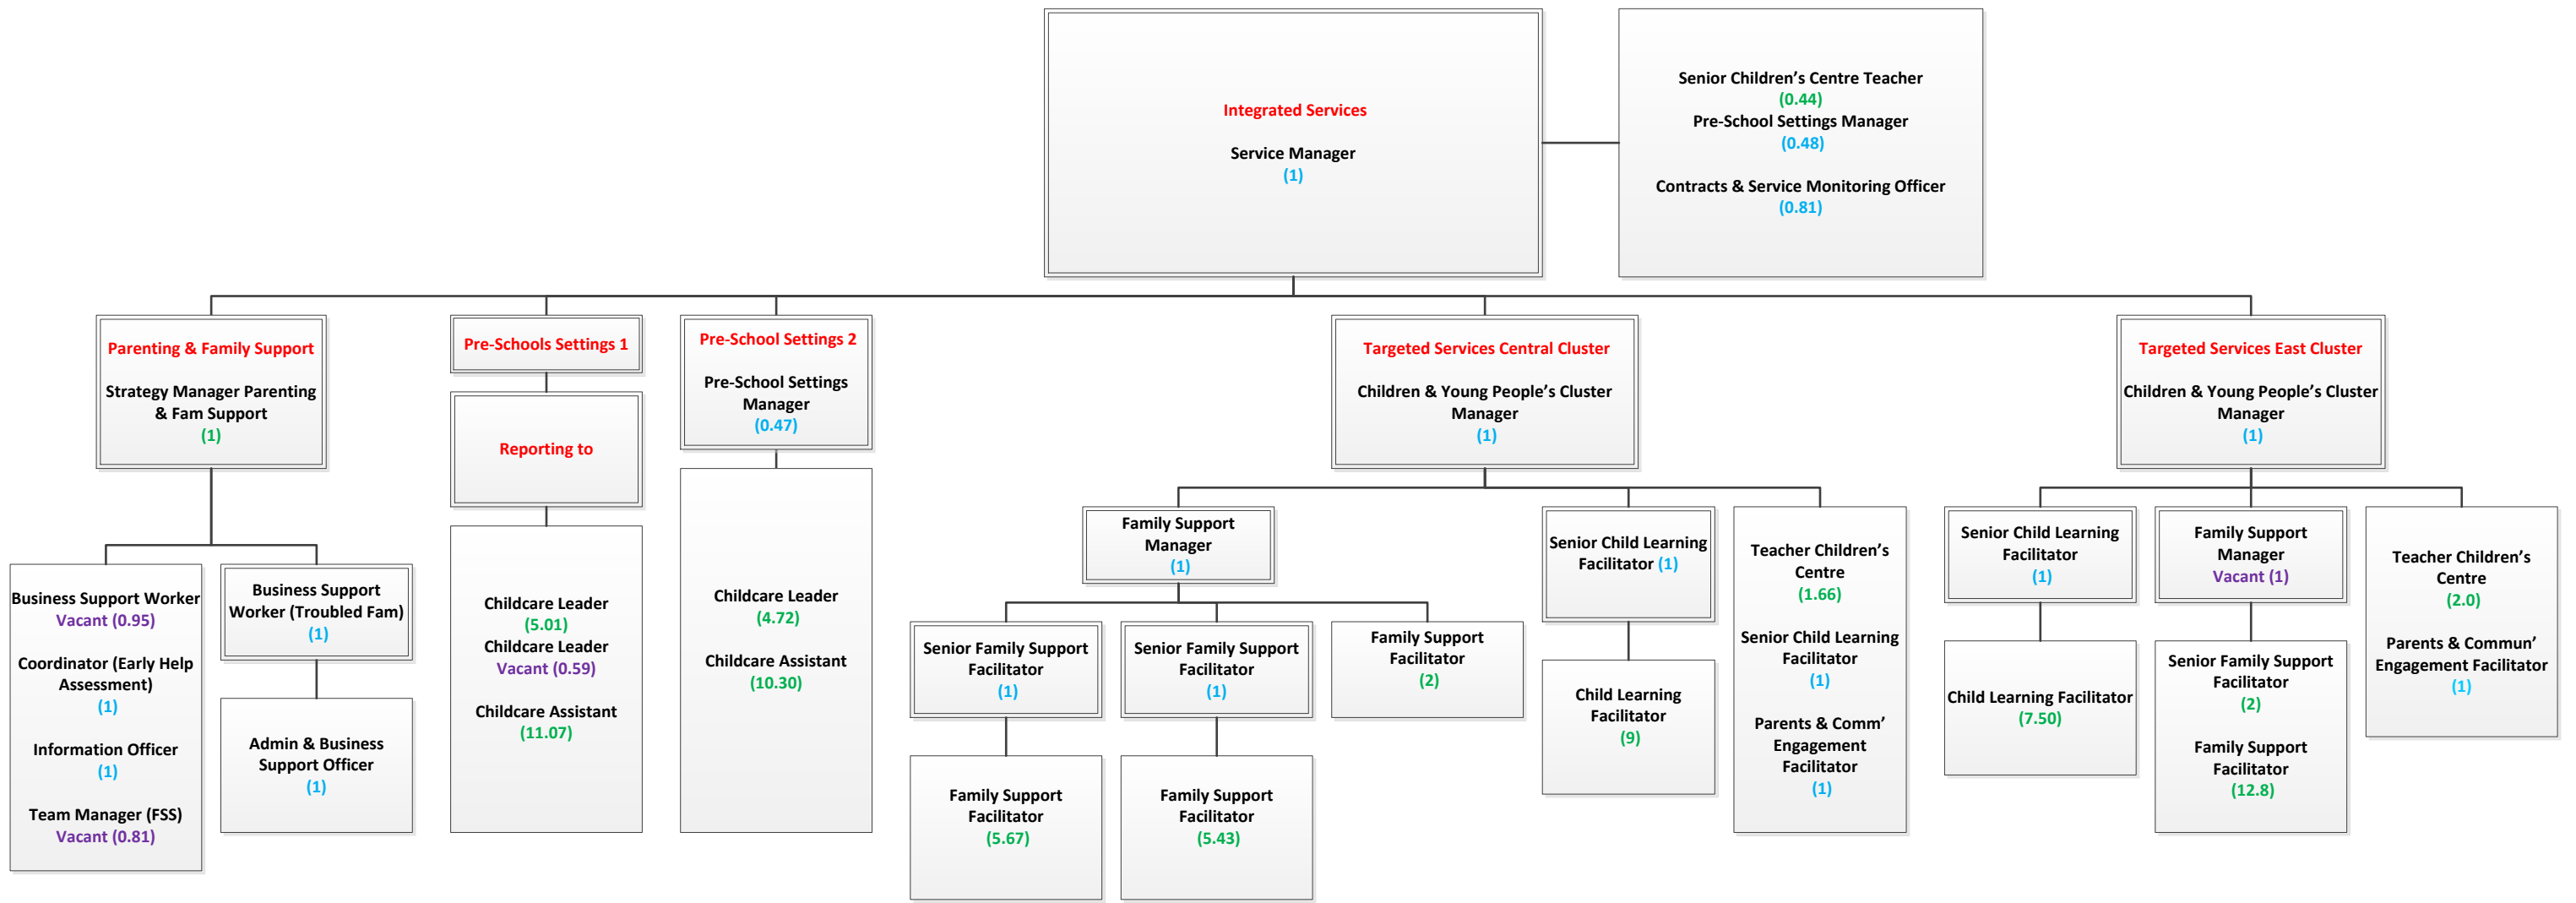 Integrated Services
Service Manager
(1)
Senior Children’s Centre Teacher
(0.44)
Pre-School Settings Manager
(0.48)
Contracts & Service Monitoring Officer
(0.81)
Parenting & Family Support
Strategy Manager Parenting
& Fam Support
(1)
Pre-Schools Settings 1
Reporting to
Pre-School Settings 2
Pre-School Settings
Manager
(0.47)
Targeted Services Central Cluster
Children & Young People’s Cluster
Manager
(1)
Targeted Services East Cluster
Children & Young People’s Cluster
Manager
(1)
Business Support Worker
Vacant (0.95)
Coordinator (Early Help
Assessment)
(1)
Information Officer
(1)
Team Manager (FSS)
Vacant (0.81)
Business Support
Worker (Troubled Fam)
(1)
Admin & Business
Support Officer
(1)
Childcare Leader
(5.01)
Childcare Leader
Vacant (0.59)
Childcare Assistant
(11.07)
Childcare Leader
(4.72)
Childcare Assistant
(10.30)
Family Support
Manager
(1)
Senior Family Support
Facilitator
(1)
Family Support
Facilitator
(5.67)
Senior Family Support
Facilitator
(1)
Family Support
Facilitator
(5.43)
Family Support
Facilitator
(2)
Senior Child Learning
Facilitator (1)
Child Learning
Facilitator
(9)
Teacher Children’s
Centre
(1.66)
Senior Child Learning
Facilitator
(1)
Parents & Comm’
Engagement
Facilitator
(1)
Senior Child Learning
Facilitator
(1)
Child Learning Facilitator
(7.50)
Family Support
Manager
Vacant (1)
Senior Family Support
Facilitator
(2)
Family Support
Facilitator
(12.8)
Teacher Children’s
Centre
(2.0)
Parents & Commun’
Engagement Facilitator
(1)